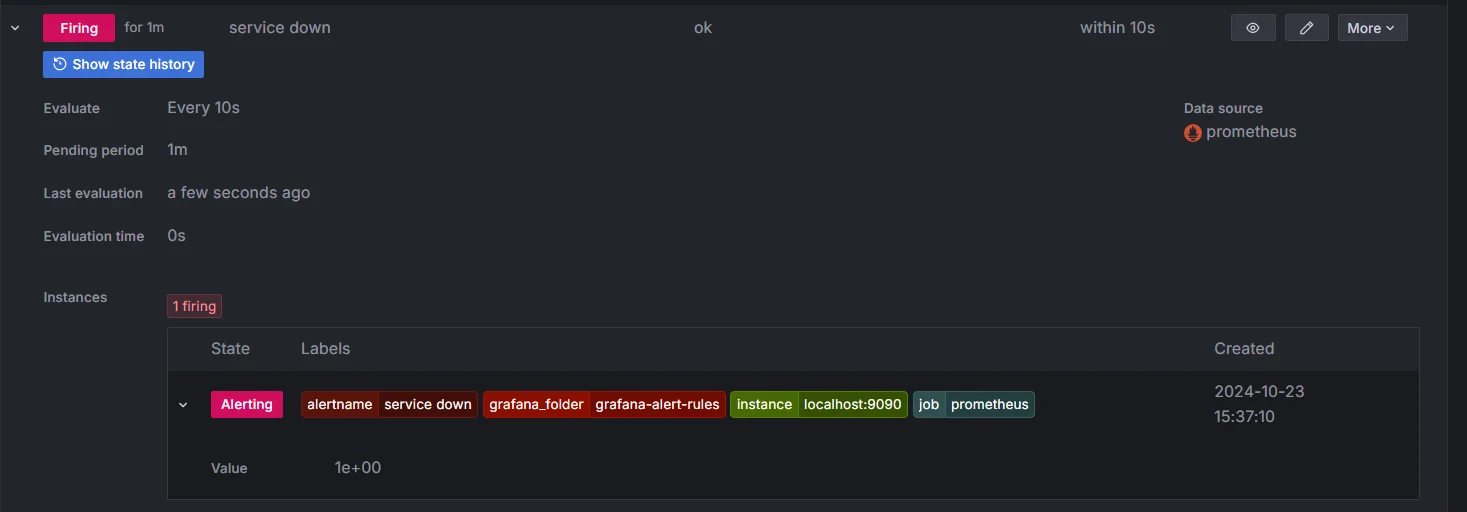 Firing for 1m service down ok within 10s More
Show state history
Evaluate Every 10s Data source
prometheus
Pending period 1m
Last evaluation a few seconds ago
Evaluation time 0s
Instances 1 firing
State Labels Created
Alerting alertname service down grafana_folder grafana-alert-rules instance localhost:9090 job prometheus 2024-10-23
15:37:10
Value 1e+00